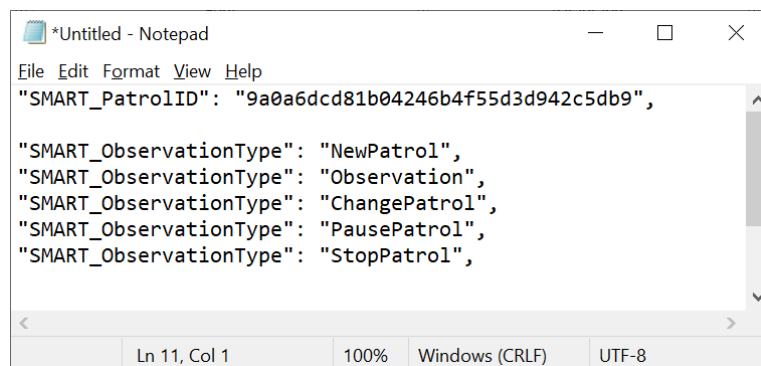 *Untitled - Notepad
File Edit Format View Help
"SMART_PatrolID": "9a0a6dcd81b04246b4f55d3d942c5db9",
"SMART_ObservationType": "NewPatrol",
"SMART_ObservationType": "Observation",
"SMART_ObservationType": "ChangePatrol",
"SMART_ObservationType": "PausePatrol",
"SMART_ObservationType": "StopPatrol",
Ln 11, Col 1 100% Windows (CRLF) UTF-8